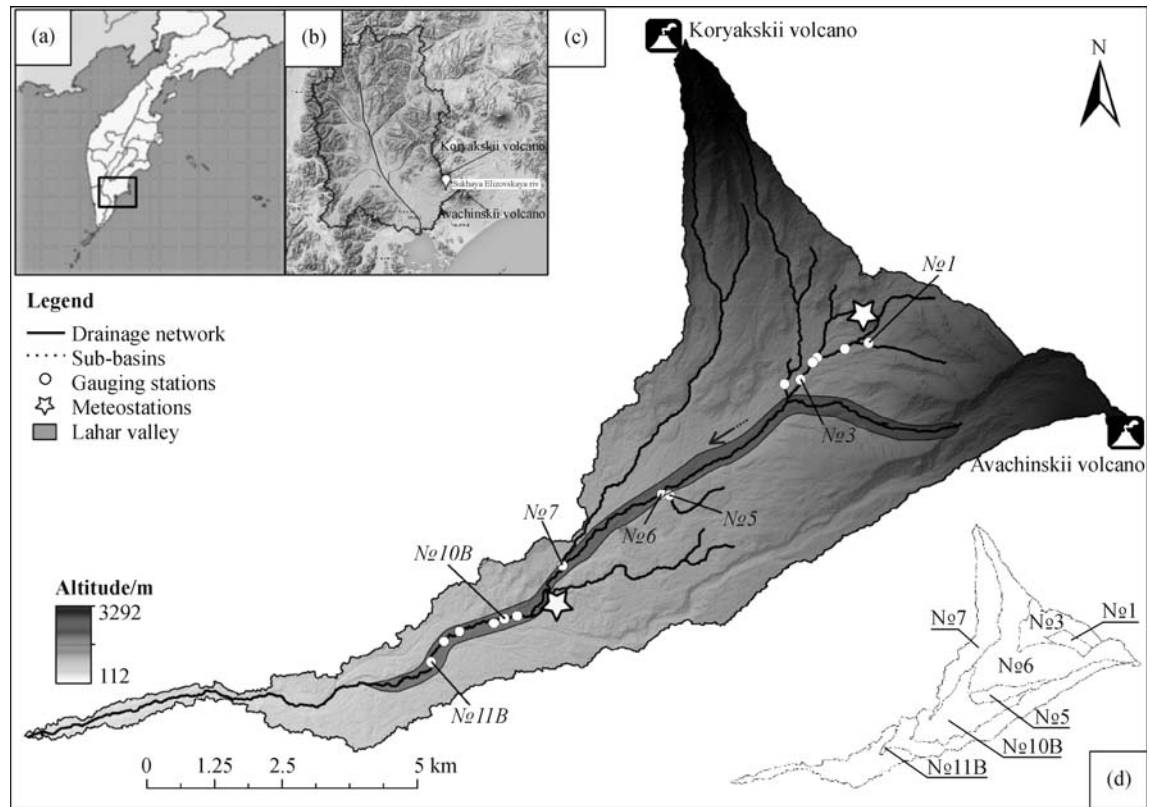 (a)
(b)
(c)
Koryakskii volcano
N
Koryakskii volcano
Sukhaya Elizovskaya riv
Avachinskii volcano
Legend
Drainage network
Sub-basins
Gauging stations
Meteostations
Lahar valley
№1
№3
Avachinskii volcano
№5
№6
№7
№10B
№11B
Altitude/m
3292
112
0 1.25 2.5 5 km
№7
№3
№1
№6
№5
№10B
№11B
(d)